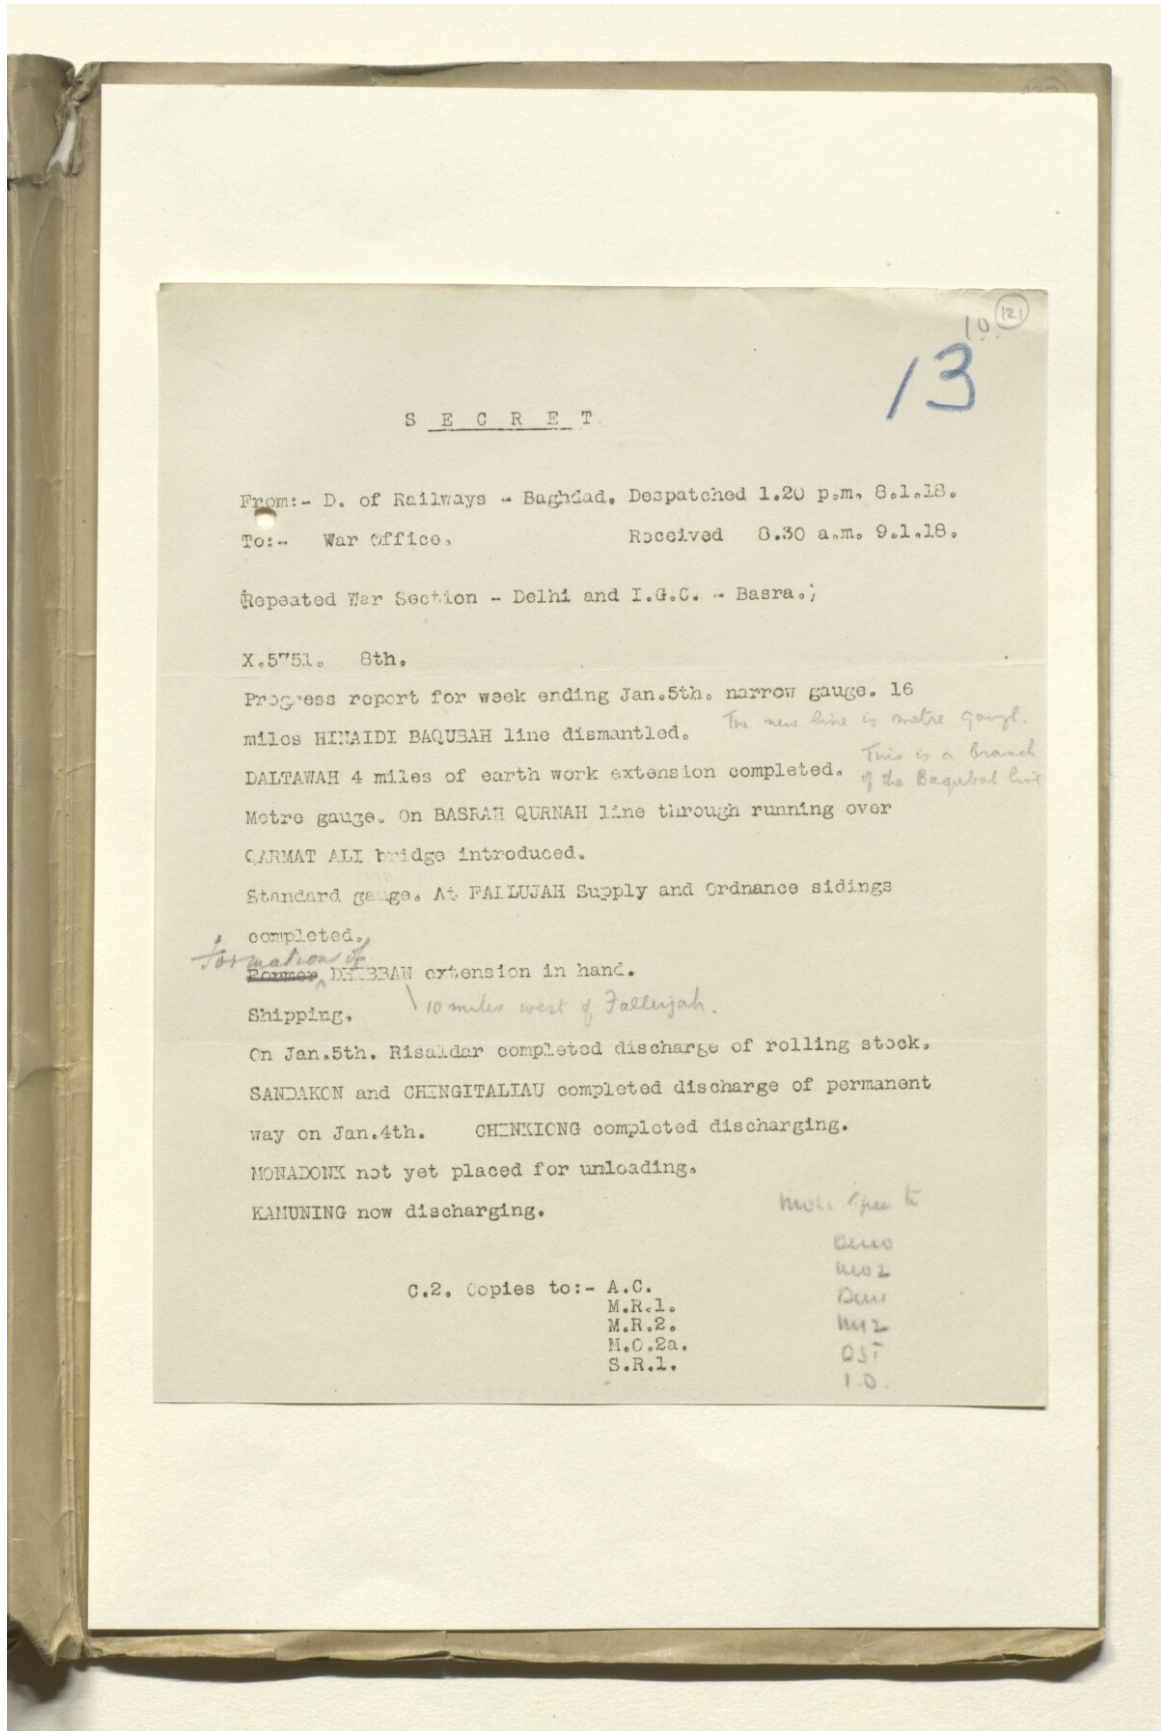 10 121
13
S E C R E T
From:- D. of Railways - Baghdad. Despatched 1.20 p.m. 8.1.18.
To:- War Office. Received 8.30 a.m. 9.1.18.
(Repeated War Section - Delhi and I.G.C. - Basra.;
X.5751. 8th.
Progress report for week ending Jan.5th. narrow gauge. 16
The new line is metre gauge.
miles HINAIDI BAQUBAH line dismantled.
This is a branch
DALTAWAH 4 miles of earth work extension completed.
of the Baqubah line
Metre gauge. On BASRAH QURNAH line through running over
QARMAT ALI bridge introduced.
Standard gauge. At FALLUJAH Supply and Ordnance sidings
completed.
formation of
Former DHIBBAN extension in hand.
10 miles west of Fallujah.
Shipping.
On Jan.5th. Risaldar completed discharge of rolling stock.
SANDAKON and CHINGITALIAU completed discharge of permanent
way on Jan.4th. CHINKIONG completed discharging.
MONADONK not yet placed for unloading.
KAMUNING now discharging.
C.2. Copies to:- A.C.
M.R.1.
M.R.2.
M.O.2a.
S.R.1.
to
MO2
MI2
QST
I.O.